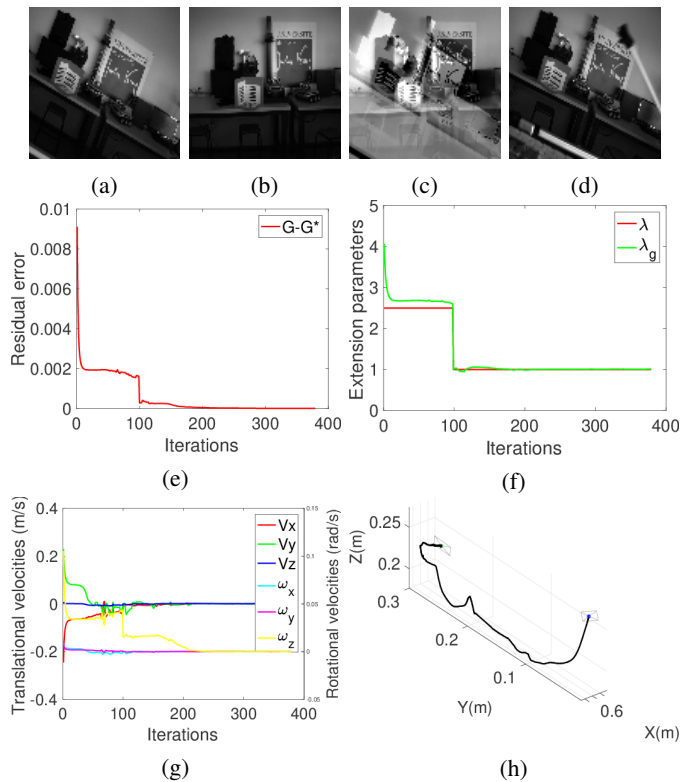 (a) (b) (c) (d)
0.01
0.008
0.006
0.004
0.002
0
Residual error
G-G*
0 100 200 300 400
Iterations
(e)
5
4
3
2
1
0
Extension parameters
λ
λg
0 100 200 300 400
Iterations
(f)
0.4
0.2
0
-0.2
-0.4
Translational velocities (m/s)
Vx
Vy
Vz
ωx
ωy
ωz
0.15
0.1
0.05
0
0.05
Rotational velocities (rad/s)
0 100 200 300 400
Iterations
(g)
0.25
0.2
Z(m)
0.3
0.2
0.1
Y(m)
0.6
X(m)
(h)